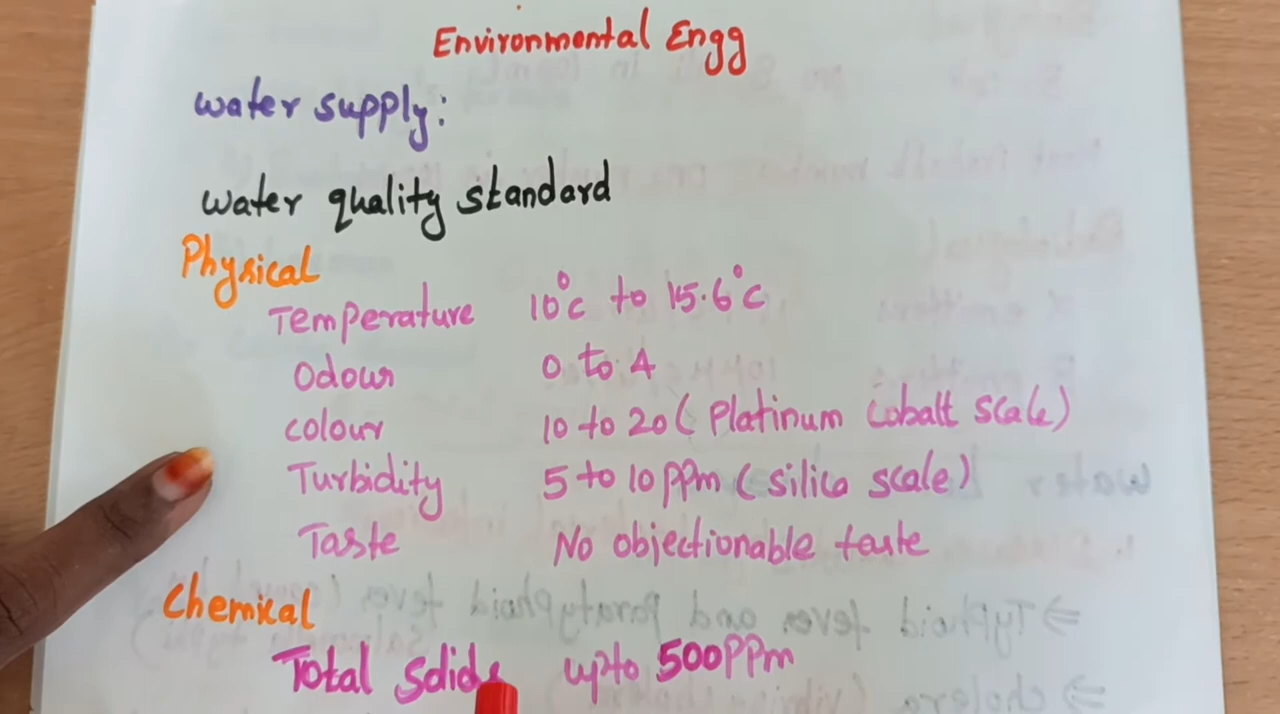 Environmental Engg
water supply:
water quality standard
Physical
Temperature 10°c to 15.6°c
Odour 0 to 4
colour 10 to 20 (Platinum Cobalt scale)
Turbidity 5 to 10 PPm (silica scale)
Taste No objectionable taste
Chemical
Total Solids upto 500PPm